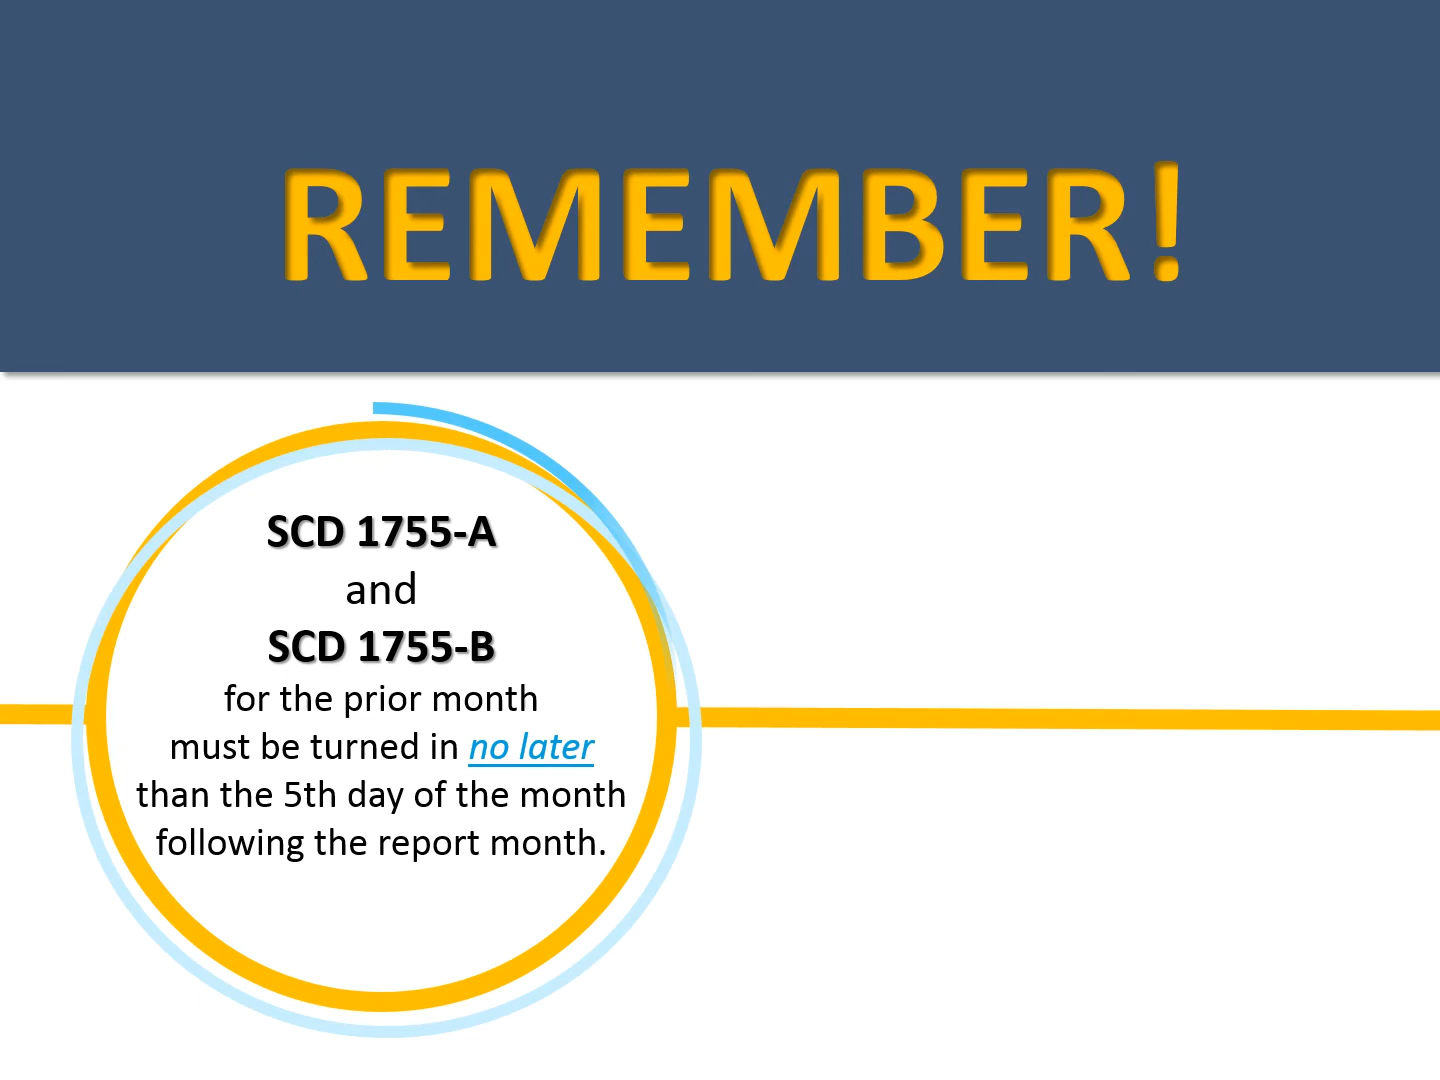 REMEMBER!
SCD 1755-A
and
SCD 1755-B
for the prior month
must be turned in no later
than the 5th day of the month
following the report month.